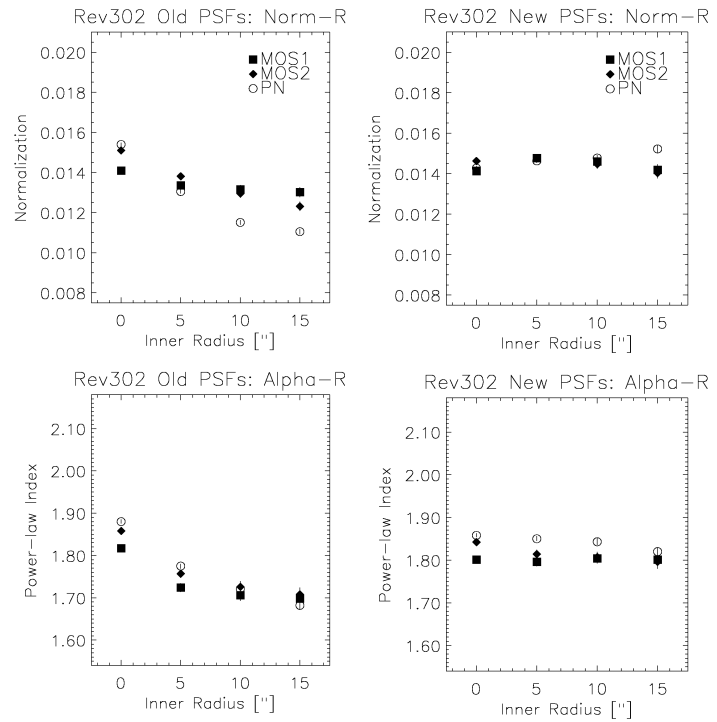 Rev302 Old PSFs: Norm-R
0.020
0.018
0.016
0.014
0.012
0.010
0.008
Normalization
MOS1
MOS2
PN
0 5 10 15
Inner Radius ["]
Rev302 New PSFs: Norm-R
0.020
0.018
0.016
0.014
0.012
0.010
0.008
Normalization
MOS1
MOS2
PN
0 5 10 15
Inner Radius ["]
Rev302 Old PSFs: Alpha-R
2.10
2.00
1.90
1.80
1.70
1.60
Power-law Index
0 5 10 15
Inner Radius ["]
Rev302 New PSFs: Alpha-R
2.10
2.00
1.90
1.80
1.70
1.60
Power-law Index
0 5 10 15
Inner Radius ["]